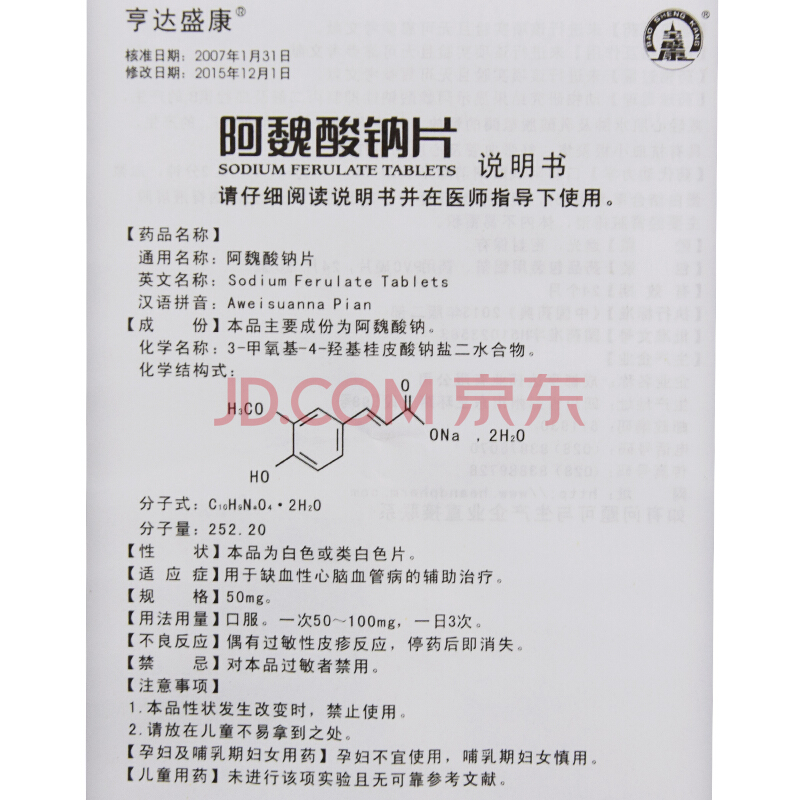 亨达盛康®
BAO SHENG KANG
®
核准日期：2007年1月31日
修改日期：2015年12月1日
阿魏酸钠片
SODIUM FERULATE TABLETS 说明书
请仔细阅读说明书并在医师指导下使用。
【药品名称】
通用名称：阿魏酸钠片
英文名称：Sodium Ferulate Tablets
汉语拼音：Aweisuanna Pian
【成　份】本品主要成份为阿魏酸钠。
化学名称：3-甲氧基-4-羟基桂皮酸钠盐二水合物。
化学结构式：
JD.COM 京东
O
H₃CO
ONa ，2H₂O
HO
分子式：C₁₀H₉NaO₄·2H₂O
分子量：252.20
【性　状】本品为白色或类白色片。
【适 应 症】用于缺血性心脑血管病的辅助治疗。
【规　格】50mg。
【用法用量】口服。一次50～100mg，一日3次。
【不良反应】偶有过敏性皮疹反应，停药后即消失。
【禁　忌】对本品过敏者禁用。
【注意事项】
1.本品性状发生改变时，禁止使用。
2.请放在儿童不易拿到之处。
【孕妇及哺乳期妇女用药】孕妇不宜使用，哺乳期妇女慎用。
【儿童用药】未进行该项实验且无可靠参考文献。